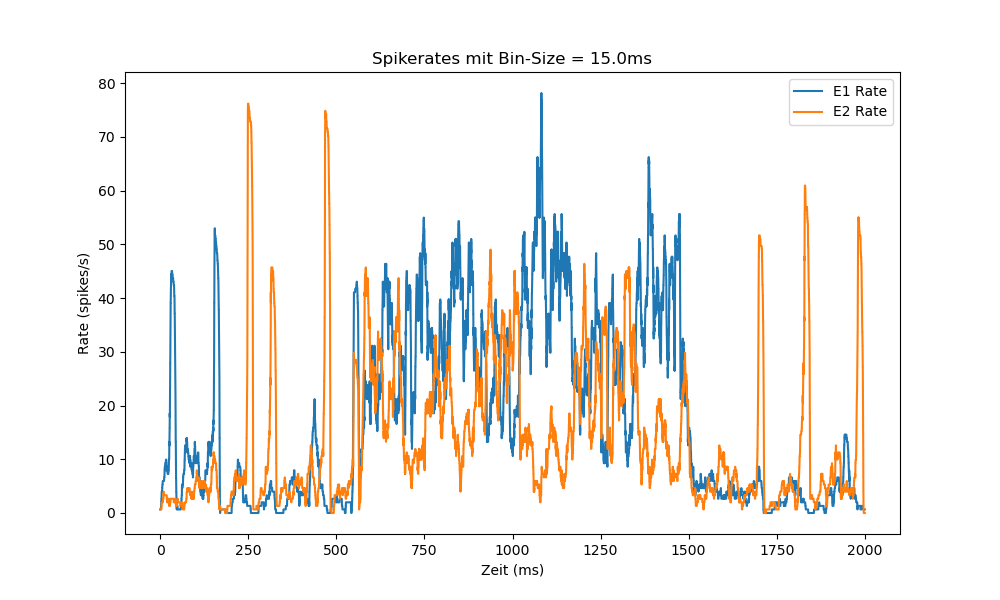 Spikerates mit Bin-Size = 15.0ms
E1 Rate
E2 Rate
Rate (spikes/s)
80
70
60
50
40
30
20
10
0
0 250 500 750 1000 1250 1500 1750 2000
Zeit (ms)